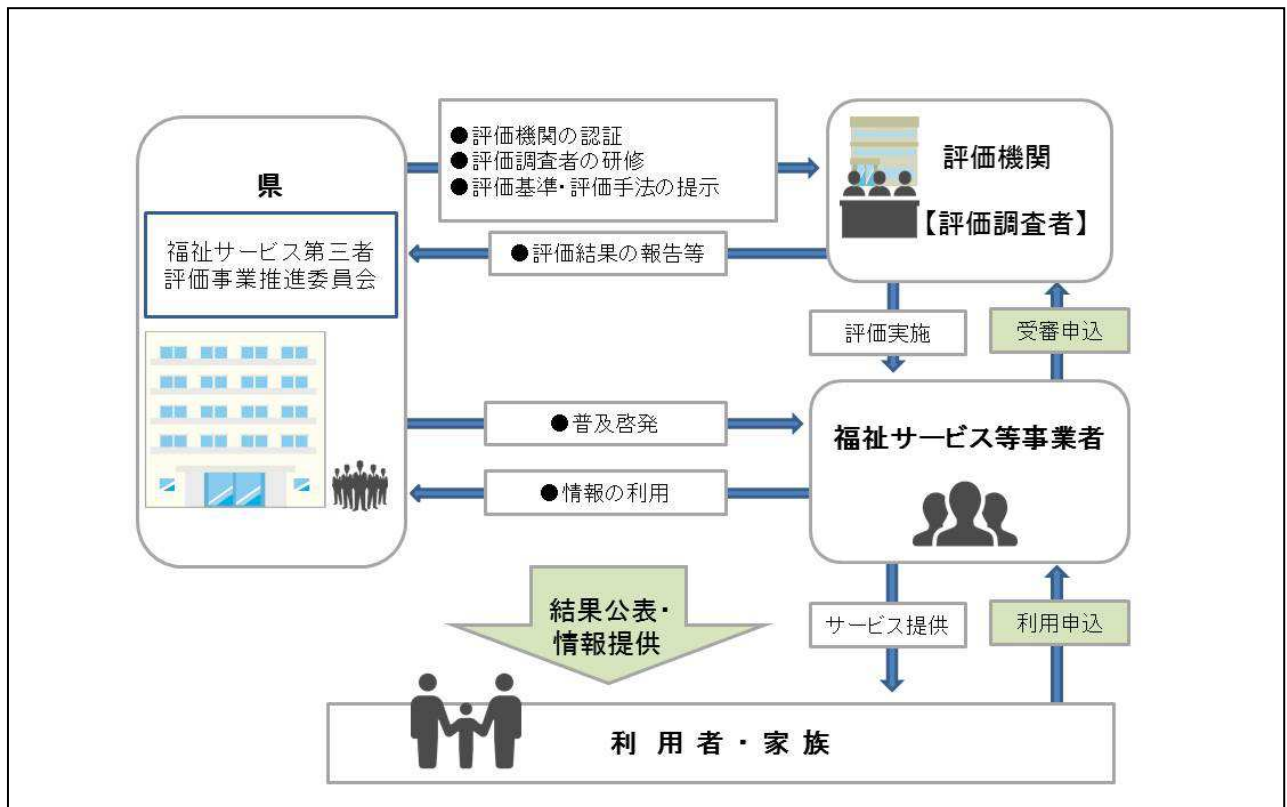 県
福祉サービス第三者
評価事業推進委員会
●評価機関の認証
●評価調査者の研修
●評価基準・評価手法の提示
●評価結果の報告等
評価機関
【評価調査者】
評価実施
受審申込
●普及啓発
●情報の利用
福祉サービス等事業者
結果公表・
情報提供
サービス提供
利用申込
利用者・家族